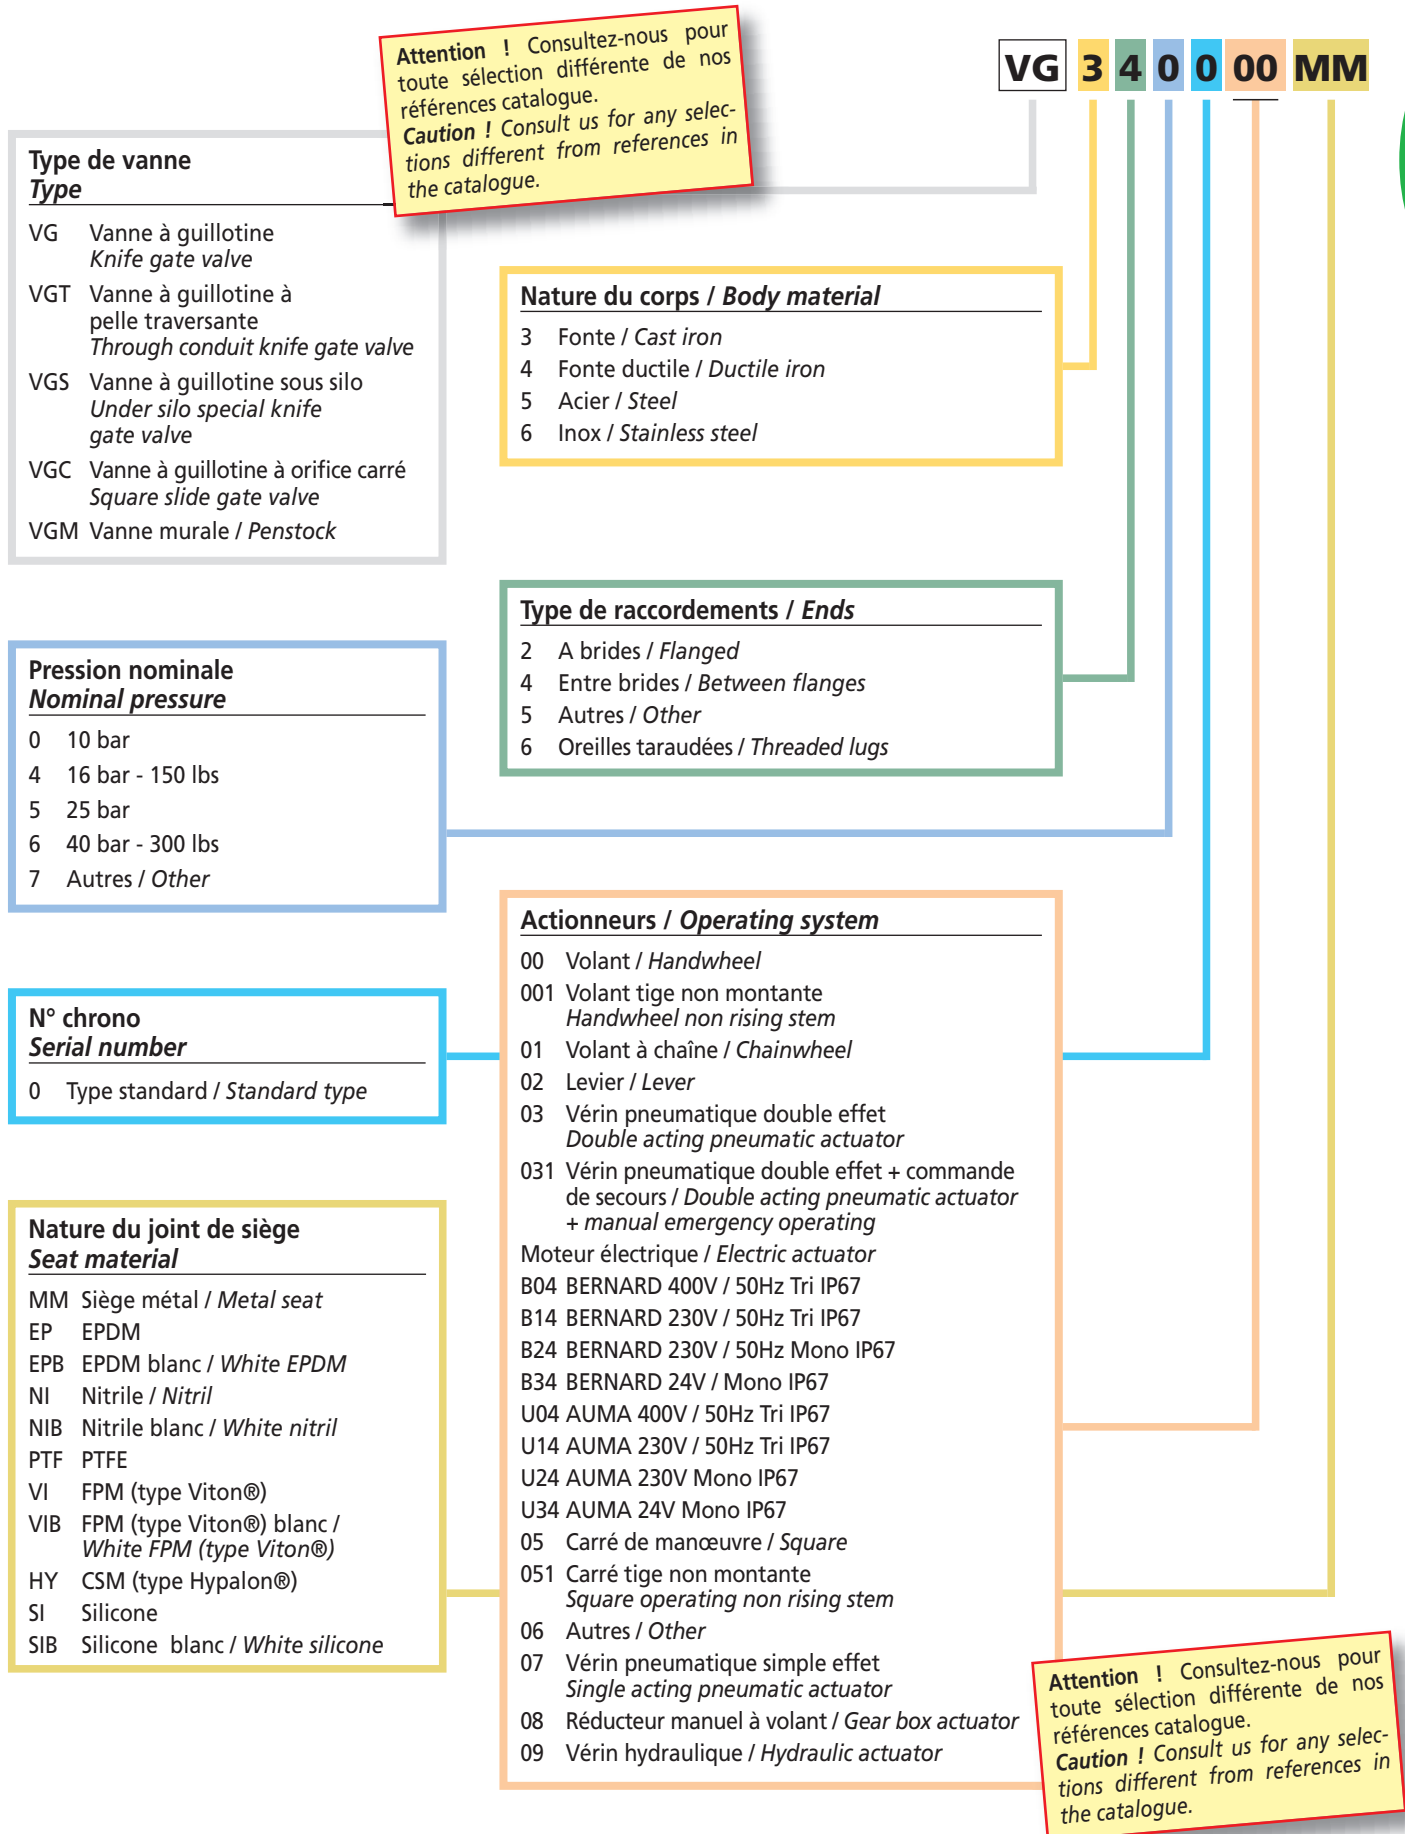 Attention ! Consultez-nous pour
toute sélection différente de nos
références catalogue.
Caution ! Consult us for any selec-
tions different from references in
the catalogue.
VG 3 4 0 0 00 MM
Type de vanne
Type
VG Vanne à guillotine
Knife gate valve
VGT Vanne à guillotine à
pelle traversante
Through conduit knife gate valve
VGS Vanne à guillotine sous silo
Under silo special knife
gate valve
VGC Vanne à guillotine à orifice carré
Square slide gate valve
VGM Vanne murale / Penstock
Nature du corps / Body material
3 Fonte / Cast iron
4 Fonte ductile / Ductile iron
5 Acier / Steel
6 Inox / Stainless steel
Type de raccordements / Ends
2 A brides / Flanged
4 Entre brides / Between flanges
5 Autres / Other
6 Oreilles taraudées / Threaded lugs
Pression nominale
Nominal pressure
0 10 bar
4 16 bar - 150 lbs
5 25 bar
6 40 bar - 300 lbs
7 Autres / Other
N° chrono
Serial number
0 Type standard / Standard type
Actionneurs / Operating system
00 Volant / Handwheel
001 Volant tige non montante
Handwheel non rising stem
01 Volant à chaîne / Chainwheel
02 Levier / Lever
03 Vérin pneumatique double effet
Double acting pneumatic actuator
031 Vérin pneumatique double effet + commande
de secours / Double acting pneumatic actuator
+ manual emergency operating
Moteur électrique / Electric actuator
B04 BERNARD 400V / 50Hz Tri IP67
B14 BERNARD 230V / 50Hz Tri IP67
B24 BERNARD 230V / 50Hz Mono IP67
B34 BERNARD 24V / Mono IP67
U04 AUMA 400V / 50Hz Tri IP67
U14 AUMA 230V / 50Hz Tri IP67
U24 AUMA 230V Mono IP67
U34 AUMA 24V Mono IP67
05 Carré de manœuvre / Square
051 Carré tige non montante
Square operating non rising stem
06 Autres / Other
07 Vérin pneumatique simple effet
Single acting pneumatic actuator
08 Réducteur manuel à volant / Gear box actuator
09 Vérin hydraulique / Hydraulic actuator
Nature du joint de siège
Seat material
MM Siège métal / Metal seat
EP EPDM
EPB EPDM blanc / White EPDM
NI Nitrile / Nitril
NIB Nitrile blanc / White nitril
PTF PTFE
VI FPM (type Viton®)
VIB FPM (type Viton®) blanc /
White FPM (type Viton®)
HY CSM (type Hypalon®)
SI Silicone
SIB Silicone blanc / White silicone
Attention ! Consultez-nous pour
toute sélection différente de nos
références catalogue.
Caution ! Consult us for any selec-
tions different from references in
the catalogue.